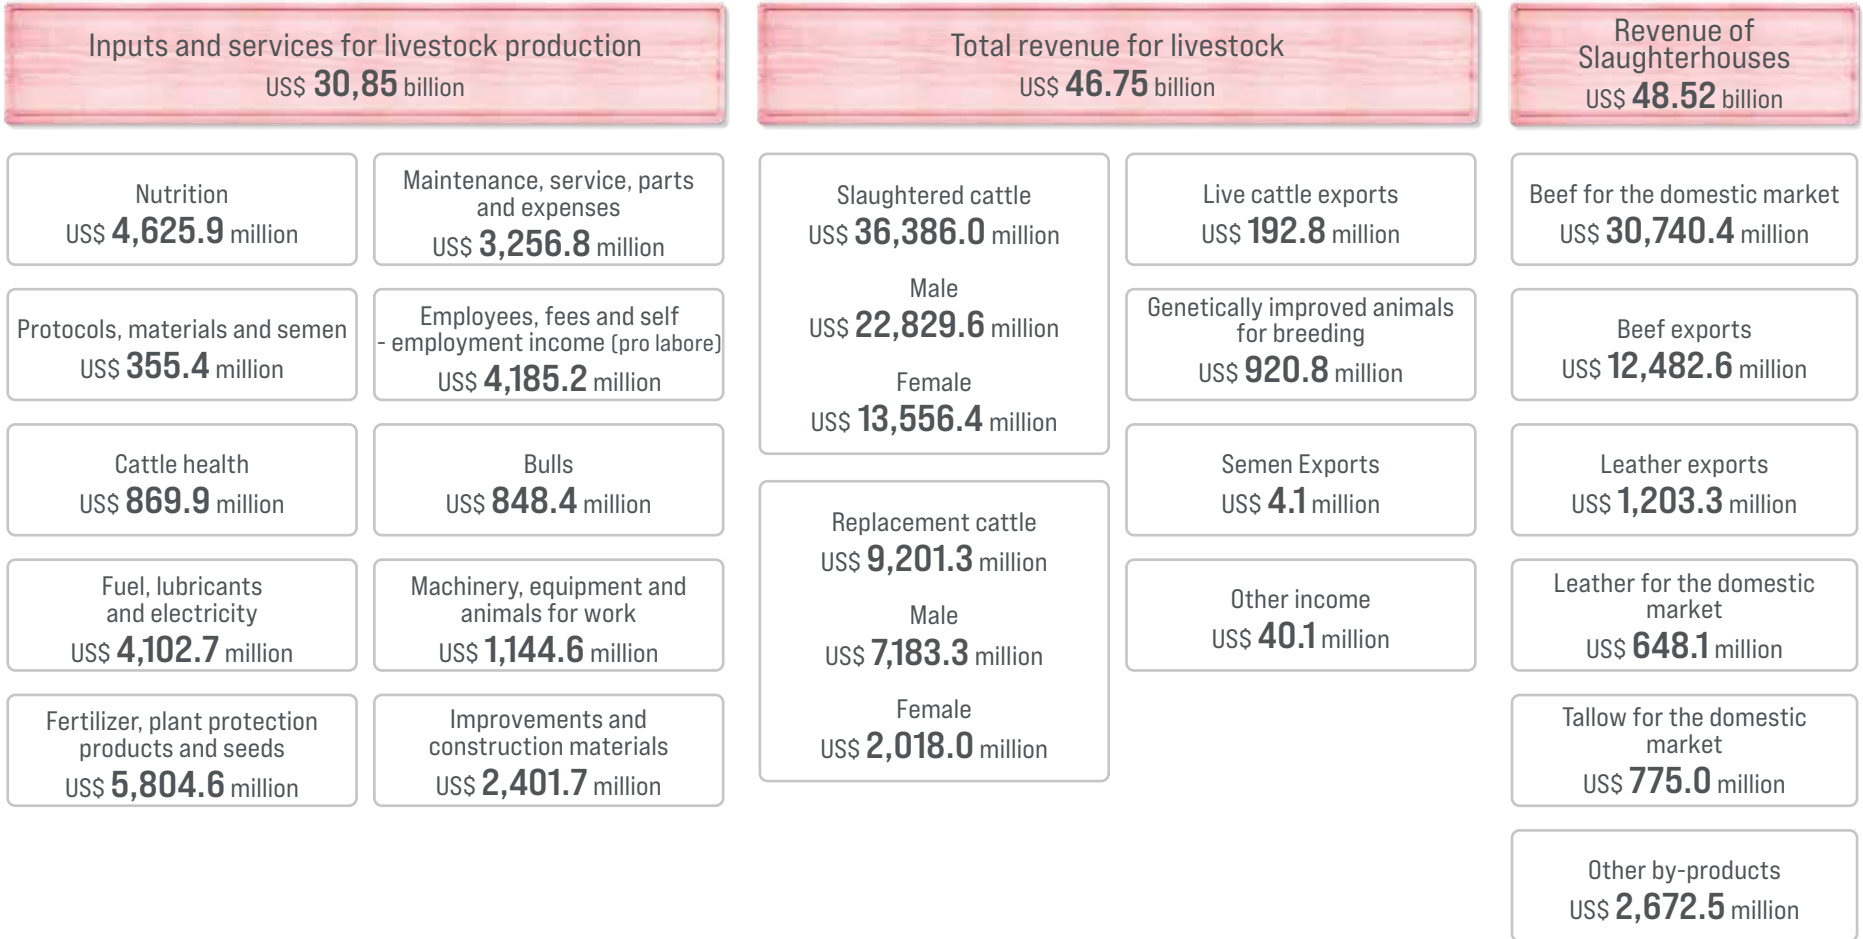 Inputs and services for livestock production
US$ 30,85 billion
Nutrition
US$ 4,625.9 million
Maintenance, service, parts
and expenses
US$ 3,256.8 million
Protocols, materials and semen
US$ 355.4 million
Employees, fees and self
- employment income (pro labore)
US$ 4,185.2 million
Cattle health
US$ 869.9 million
Bulls
US$ 848.4 million
Fuel, lubricants
and electricity
US$ 4,102.7 million
Machinery, equipment and
animals for work
US$ 1,144.6 million
Fertilizer, plant protection
products and seeds
US$ 5,804.6 million
Improvements and
construction materials
US$ 2,401.7 million
Total revenue for livestock
US$ 46.75 billion
Slaughtered cattle
US$ 36,386.0 million
Male
US$ 22,829.6 million
Female
US$ 13,556.4 million
Replacement cattle
US$ 9,201.3 million
Male
US$ 7,183.3 million
Female
US$ 2,018.0 million
Live cattle exports
US$ 192.8 million
Genetically improved animals
for breeding
US$ 920.8 million
Semen Exports
US$ 4.1 million
Other income
US$ 40.1 million
Revenue of
Slaughterhouses
US$ 48.52 billion
Beef for the domestic market
US$ 30,740.4 million
Beef exports
US$ 12,482.6 million
Leather exports
US$ 1,203.3 million
Leather for the domestic
market
US$ 648.1 million
Tallow for the domestic
market
US$ 775.0 million
Other by-products
US$ 2,672.5 million